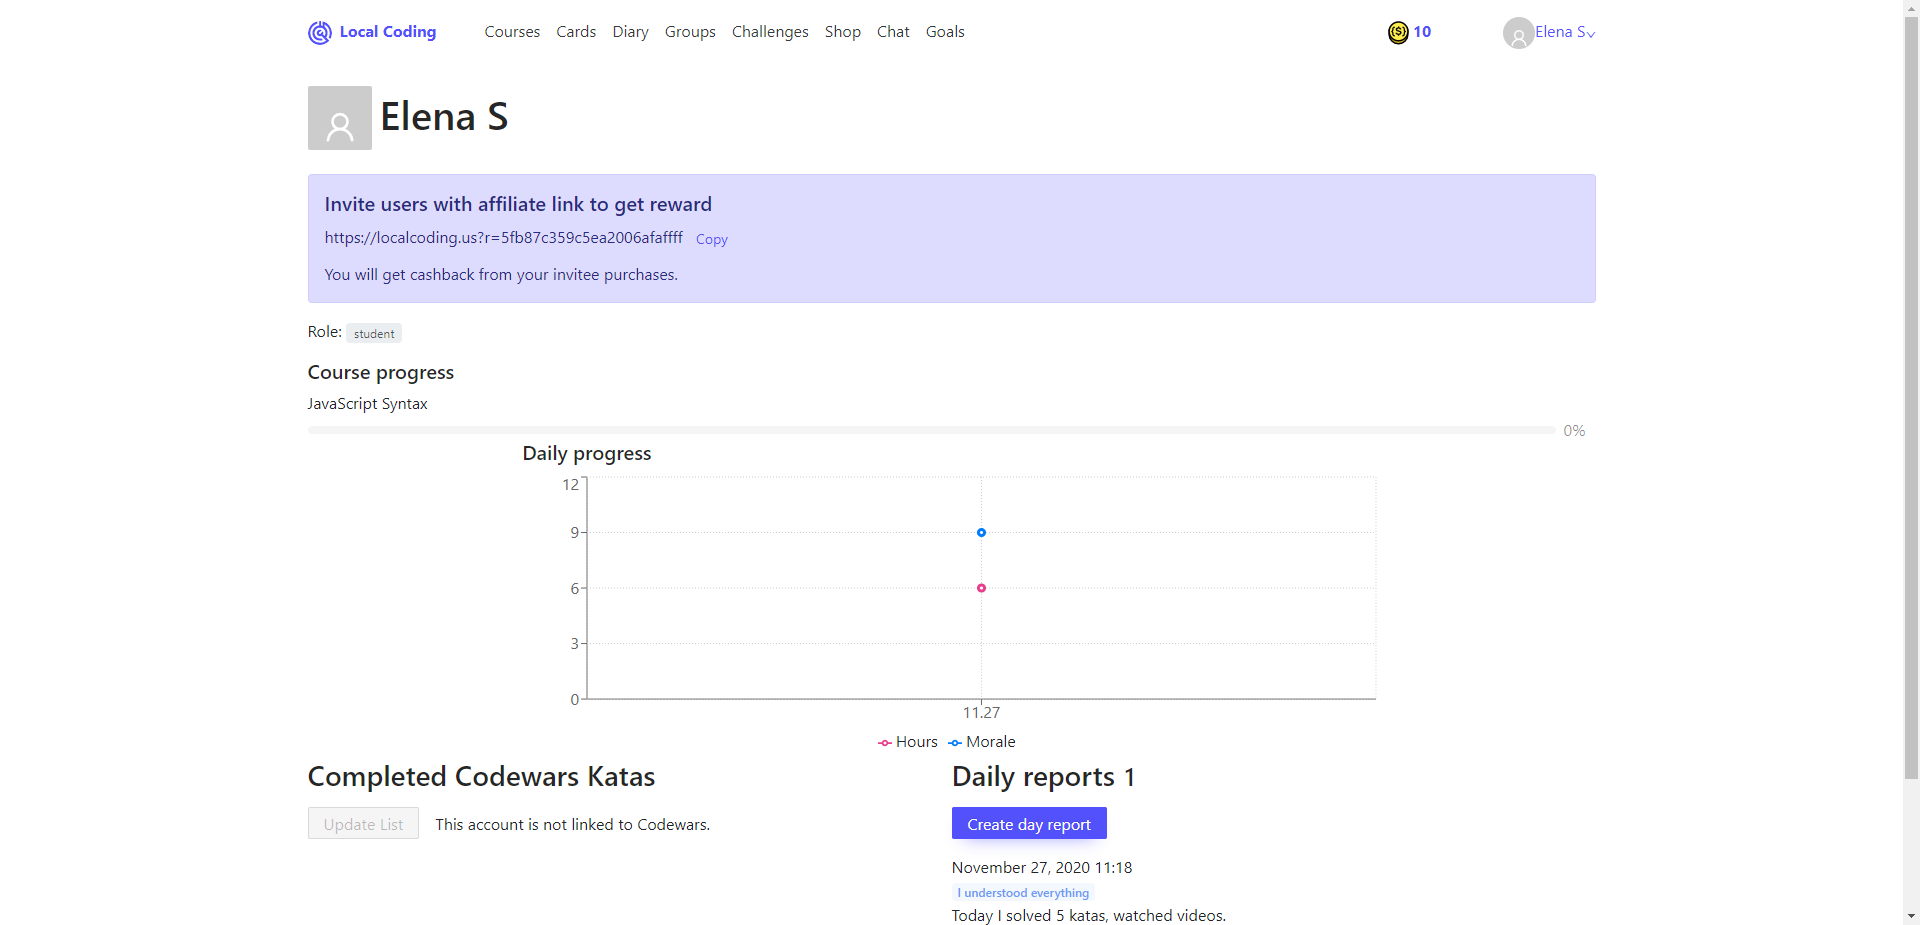 Local Coding Courses Cards Diary Groups Challenges Shop Chat Goals 10 Elena S
Elena S
Invite users with affiliate link to get reward
https://localcoding.us?r=5fb87c359c5ea2006afaffff Copy
You will get cashback from your invitee purchases.
Role: student
Course progress
JavaScript Syntax
0%
Daily progress
12
9
6
3
0
11.27
Hours Morale
Completed Codewars Katas
Update List This account is not linked to Codewars.
Daily reports 1
Create day report
November 27, 2020 11:18
I understood everything
Today I solved 5 katas, watched videos.